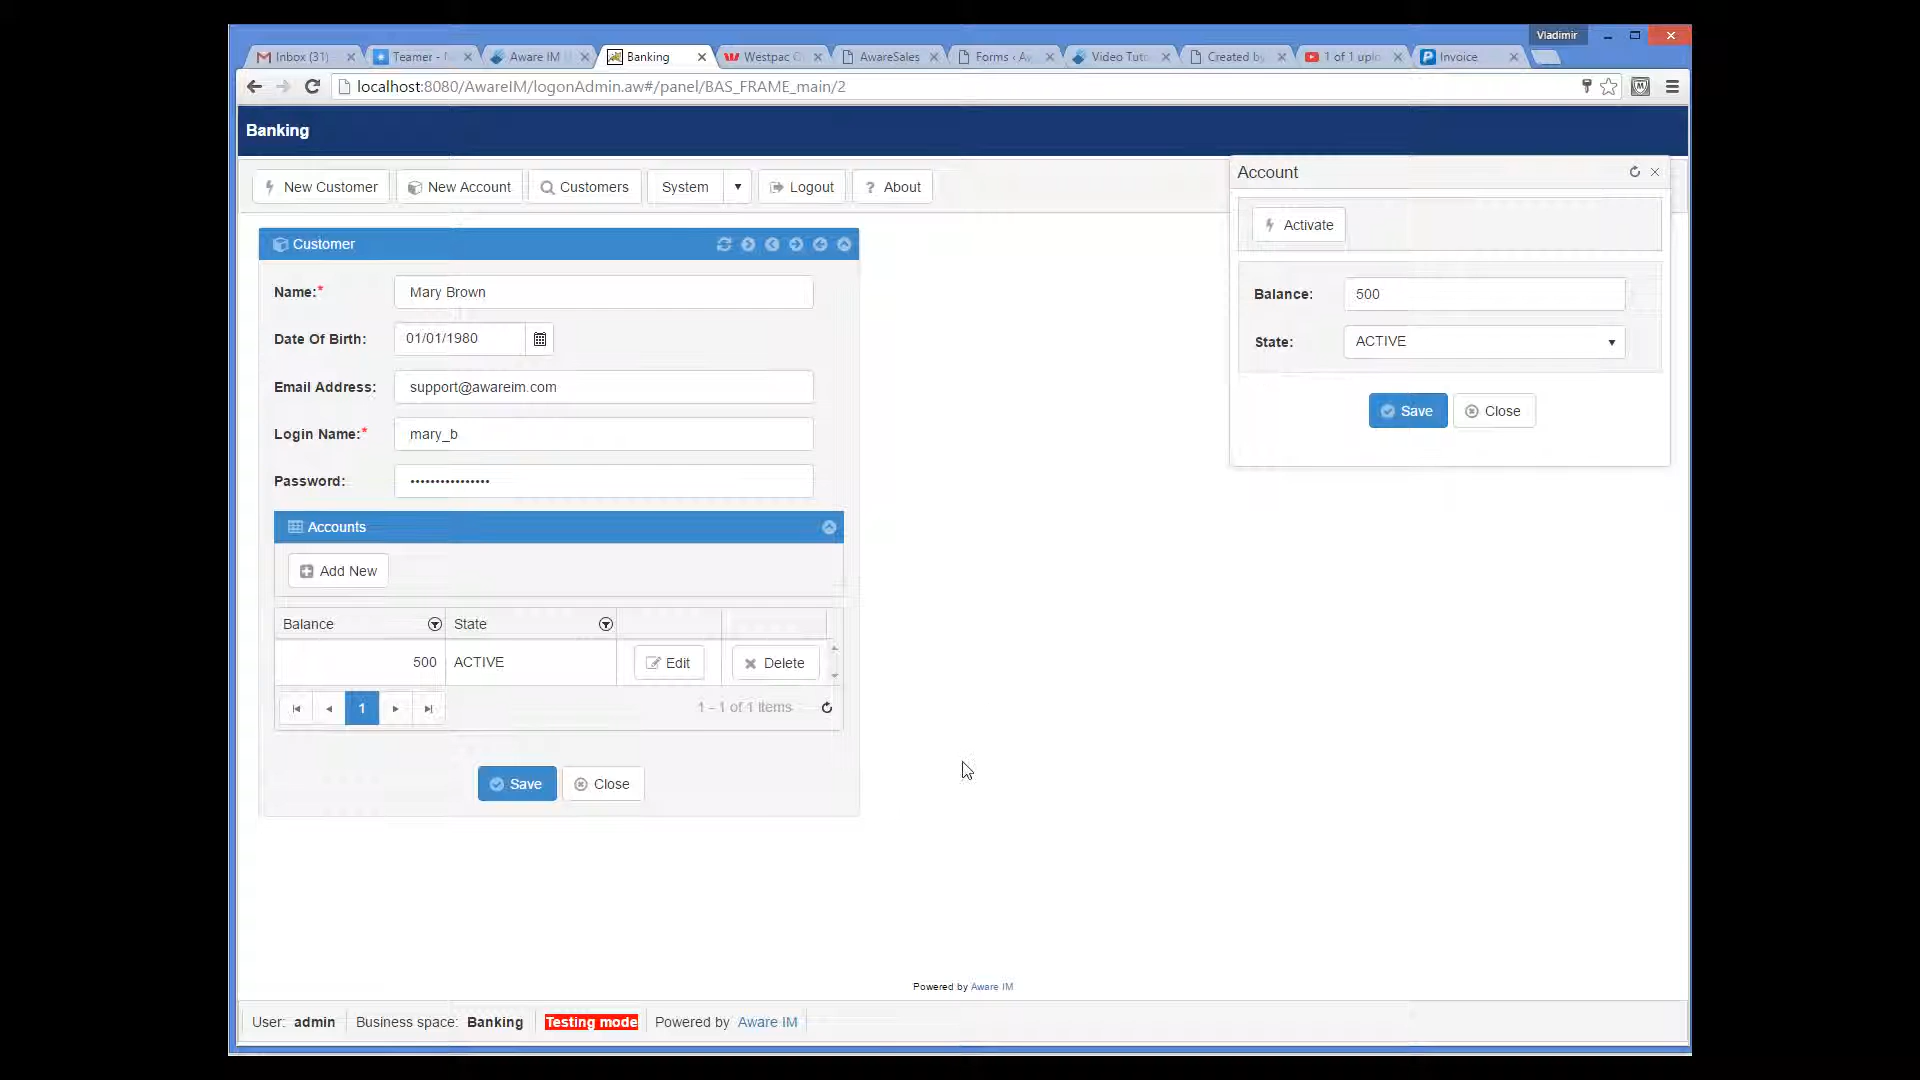 Vladimir
Inbox (31)
Teamer -
Aware IM
Banking
Westpac
AwareSales
Forms ‹
Video Tuto
Created by
1 of 1 uplo
Invoice
localhost:8080/AwareIM/logonAdmin.aw#/panel/BAS_FRAME_main/2
Banking
New Customer
New Account
Customers
System
Logout
? About
Customer
Name:*
Mary Brown
Date Of Birth:
01/01/1980
Email Address:
support@awareim.com
Login Name:*
mary_b
Password:
••••••••••••••••
Accounts
Add New
Balance
State
500
ACTIVE
Edit
Delete
1
1 - 1 of 1 items
Save
Close
Account
Activate
Balance:
500
State:
ACTIVE
Save
Close
Powered by Aware IM
User: admin
Business space: Banking
Testing mode
Powered by Aware IM